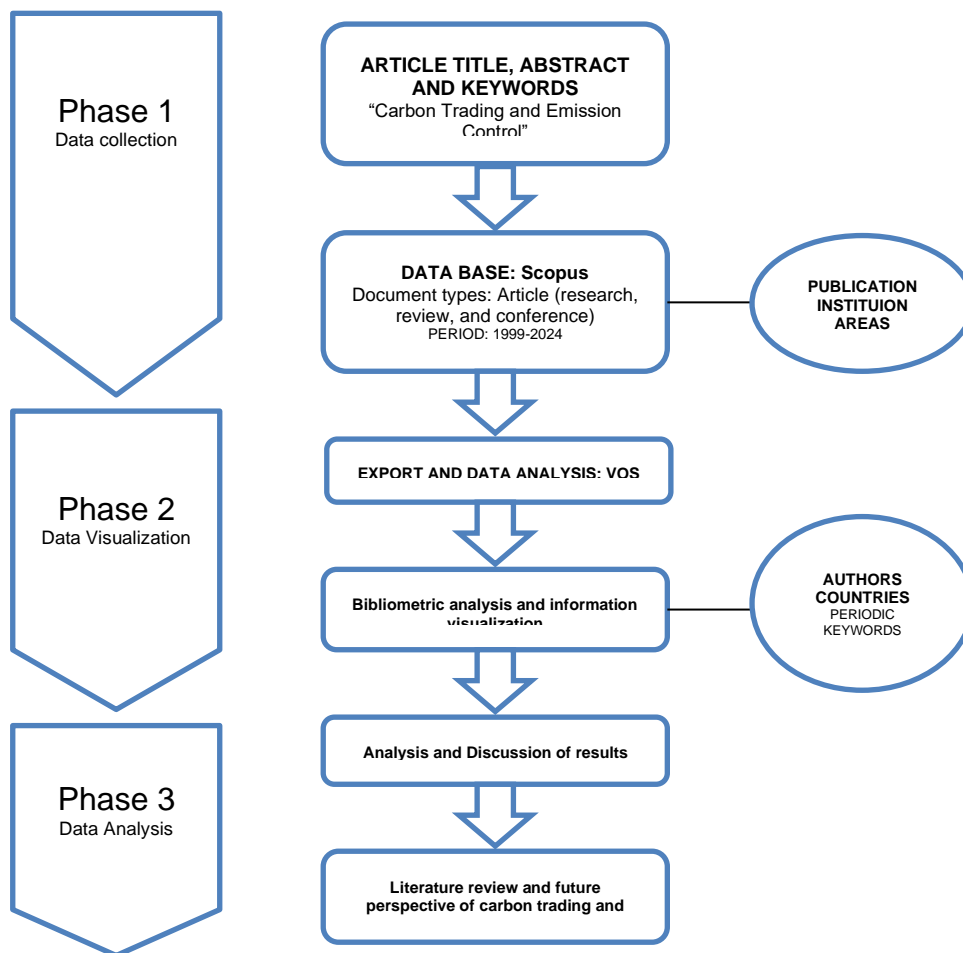 Phase 1
Data collection
ARTICLE TITLE, ABSTRACT
AND KEYWORDS
“Carbon Trading and Emission
Control”
DATA BASE: Scopus
Document types: Article (research,
review, and conference)
PERIOD: 1999-2024
PUBLICATION
INSTITUION
AREAS
Phase 2
Data Visualization
EXPORT AND DATA ANALYSIS: VOS
Bibliometric analysis and information
visualization
AUTHORS
COUNTRIES
PERIODIC
KEYWORDS
Phase 3
Data Analysis
Analysis and Discussion of results
Literature review and future
perspective of carbon trading and